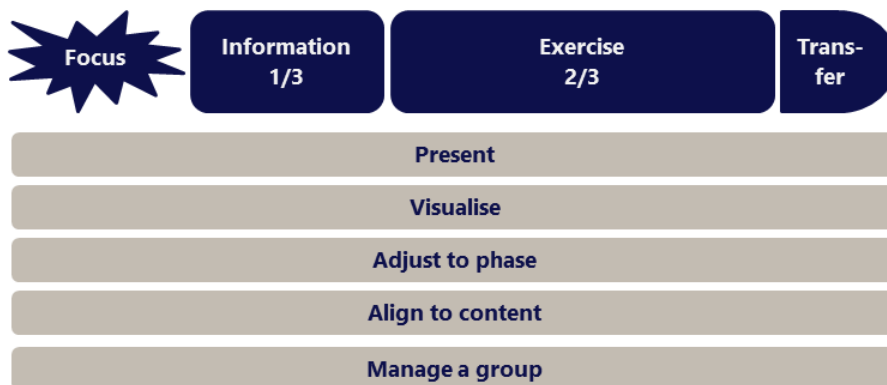 Focus
Information
1/3
Exercise
2/3
Trans-
fer
Present
Visualise
Adjust to phase
Align to content
Manage a group